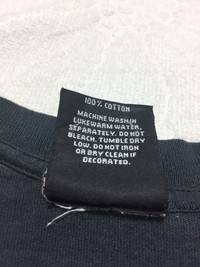 100% COTTON
MACHINE WASH IN
LUKEWARM WATER,
SEPARATELY. DO NOT
BLEACH. TUMBLE DRY
LOW. DO NOT IRON
OR DRY CLEAN IF
DECORATED.